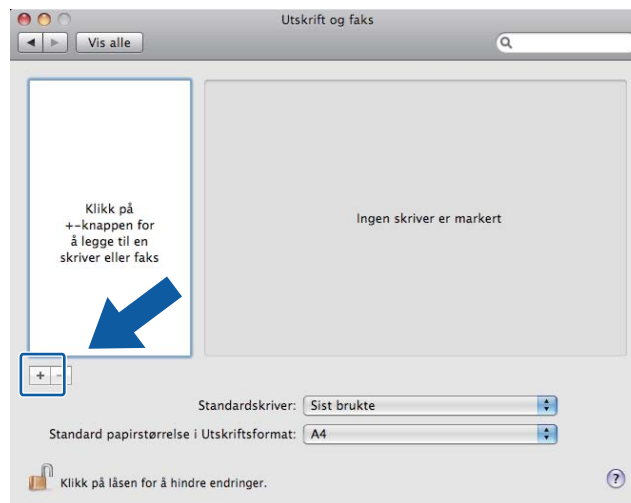 Utskrift og faks
Vis alle
Klikk på
+-knappen for
å legge til en
skriver eller faks
Ingen skriver er markert
+ -
Standardskriver: Sist brukte
Standard papirstørrelse i Utskriftsformat: A4
Klikk på låsen for å hindre endringer.
?